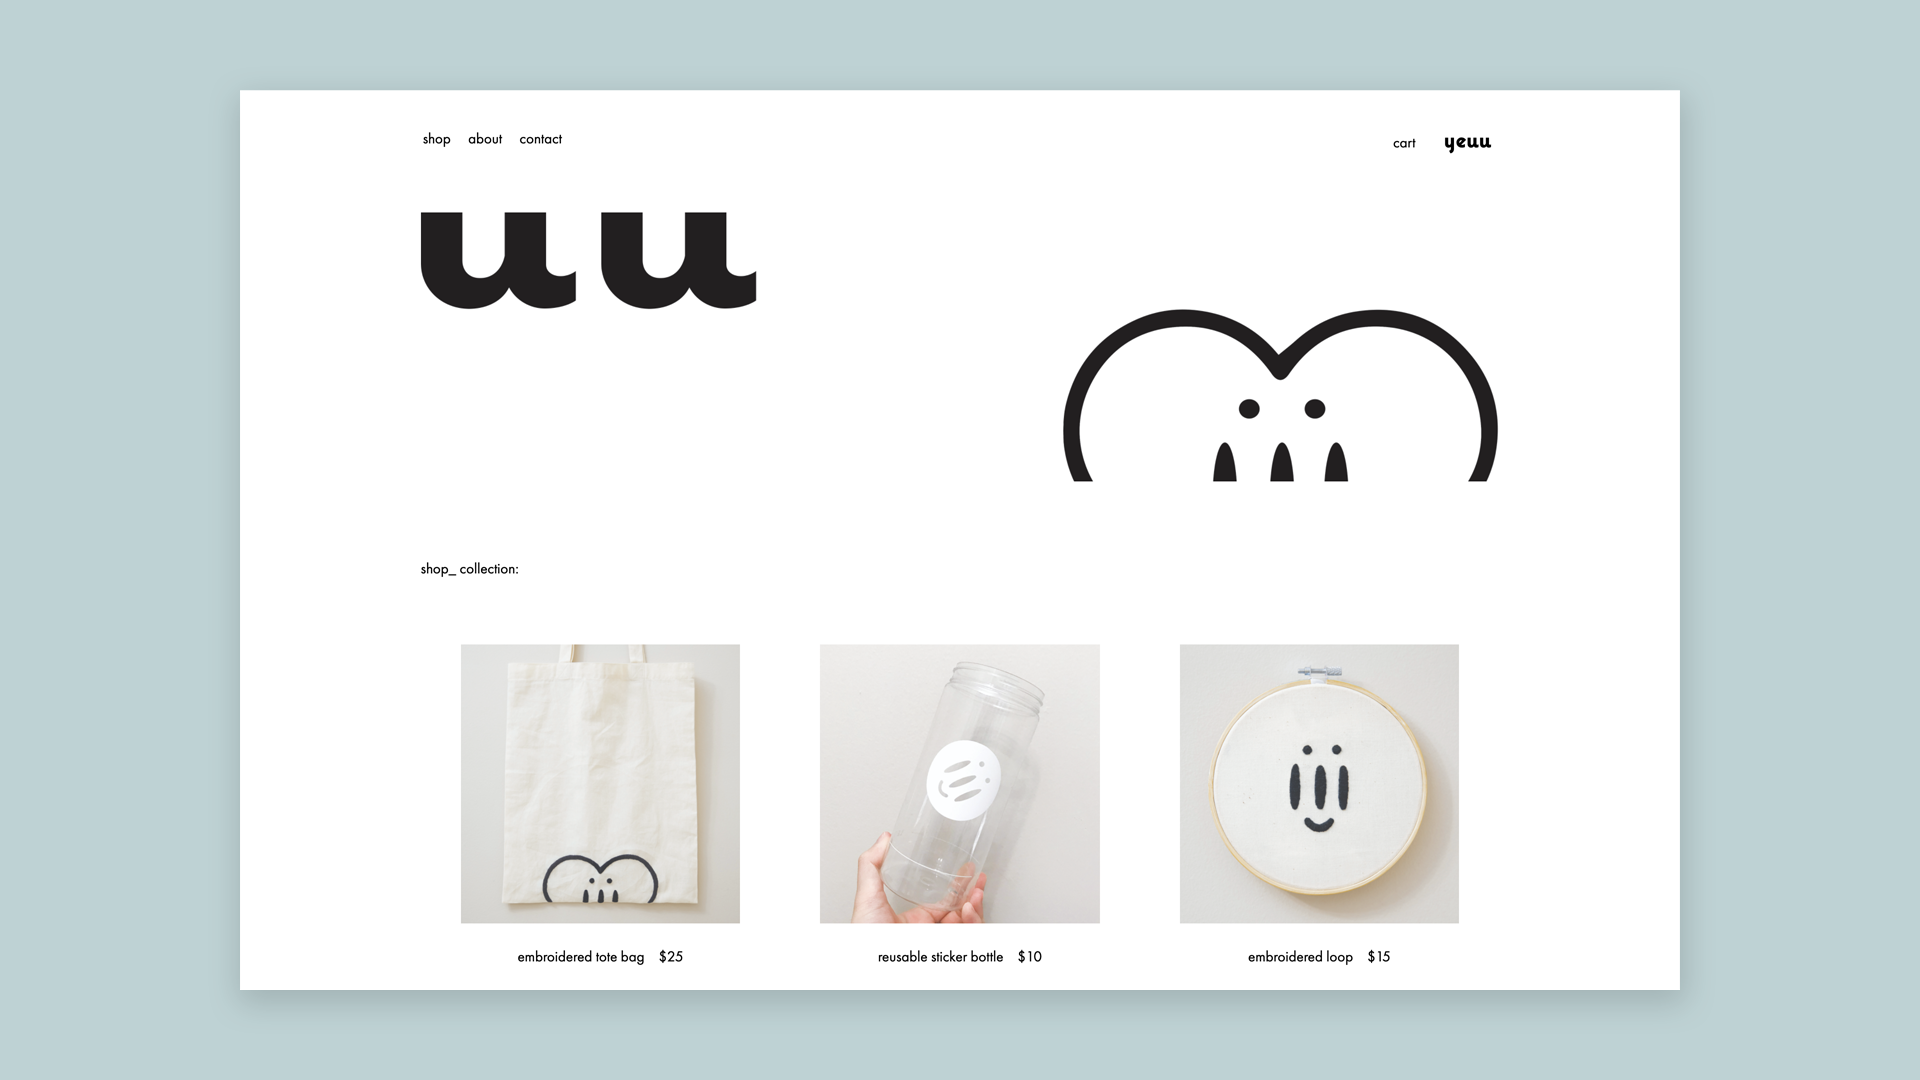 shop about contact
cart yeuu
uu
shop_ collection:
embroidered tote bag $25
reusable sticker bottle $10
embroidered loop $15